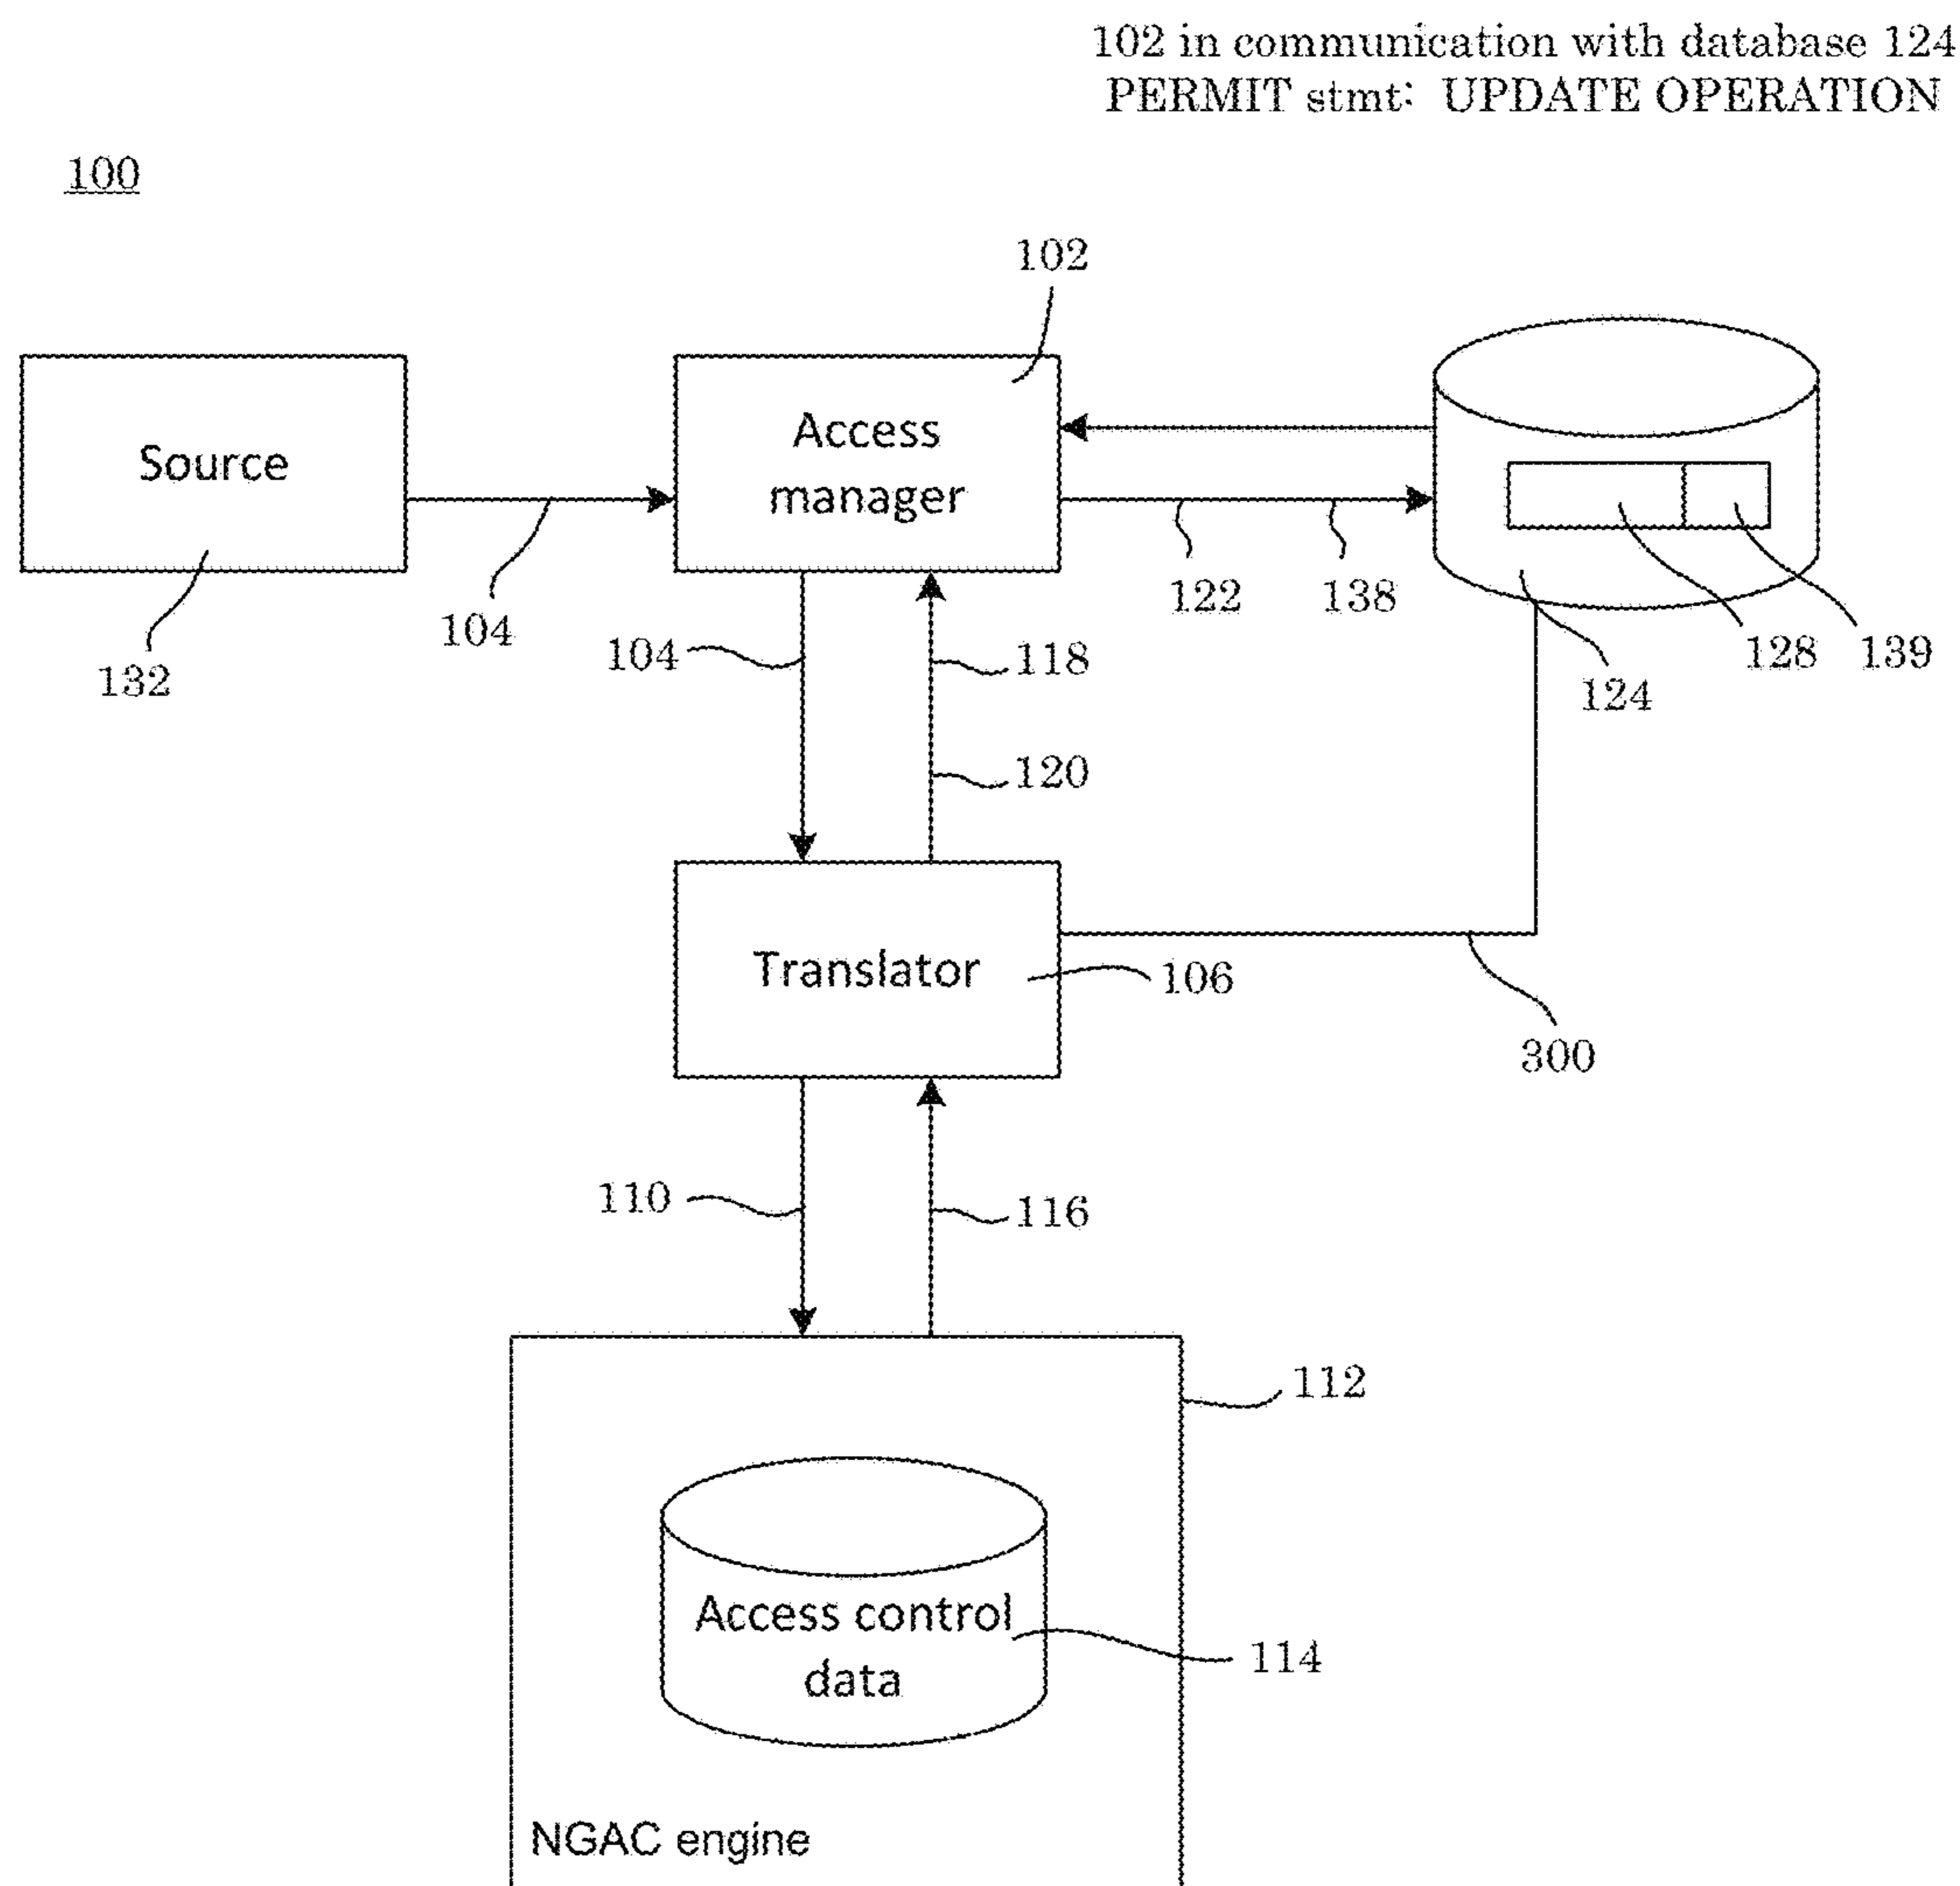 102 in communication with database 124
PERMIT stmt: UPDATE OPERATION
100
102
Source
Access
manager
104
132
122
138
128
139
124
104
118
120
Translator
106
300
110
116
112
Access control
data
114
NGAC engine